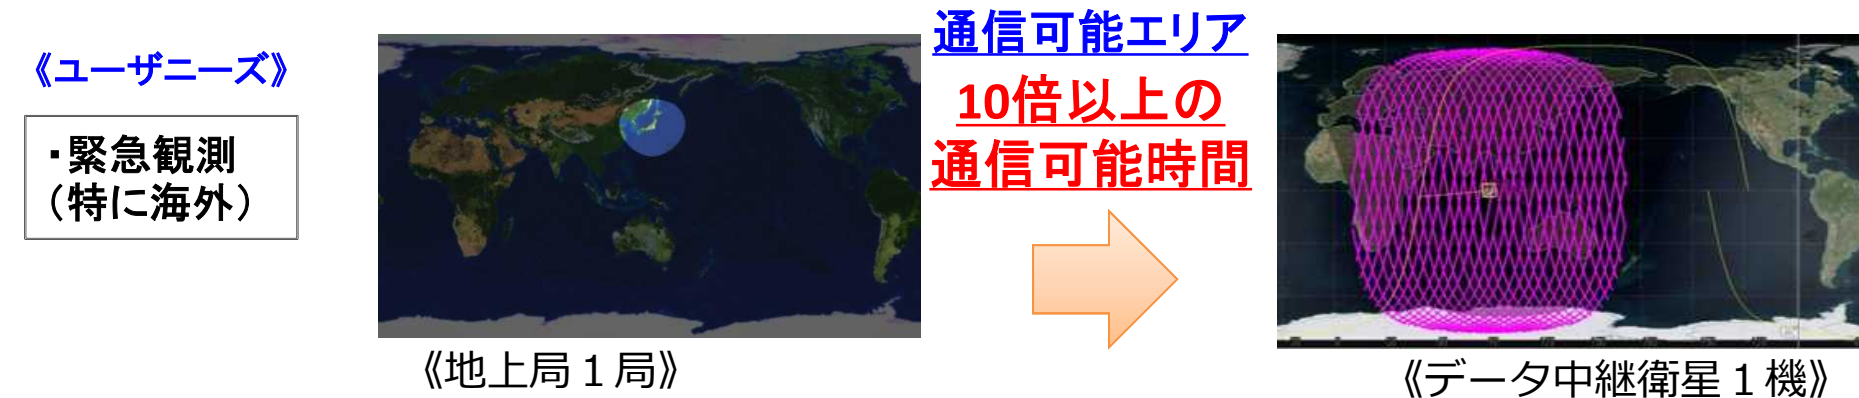 《ユーザニーズ》
・緊急観測
（特に海外）
《地上局１局》
通信可能エリア
10倍以上の
通信可能時間
《データ中継衛星１機》